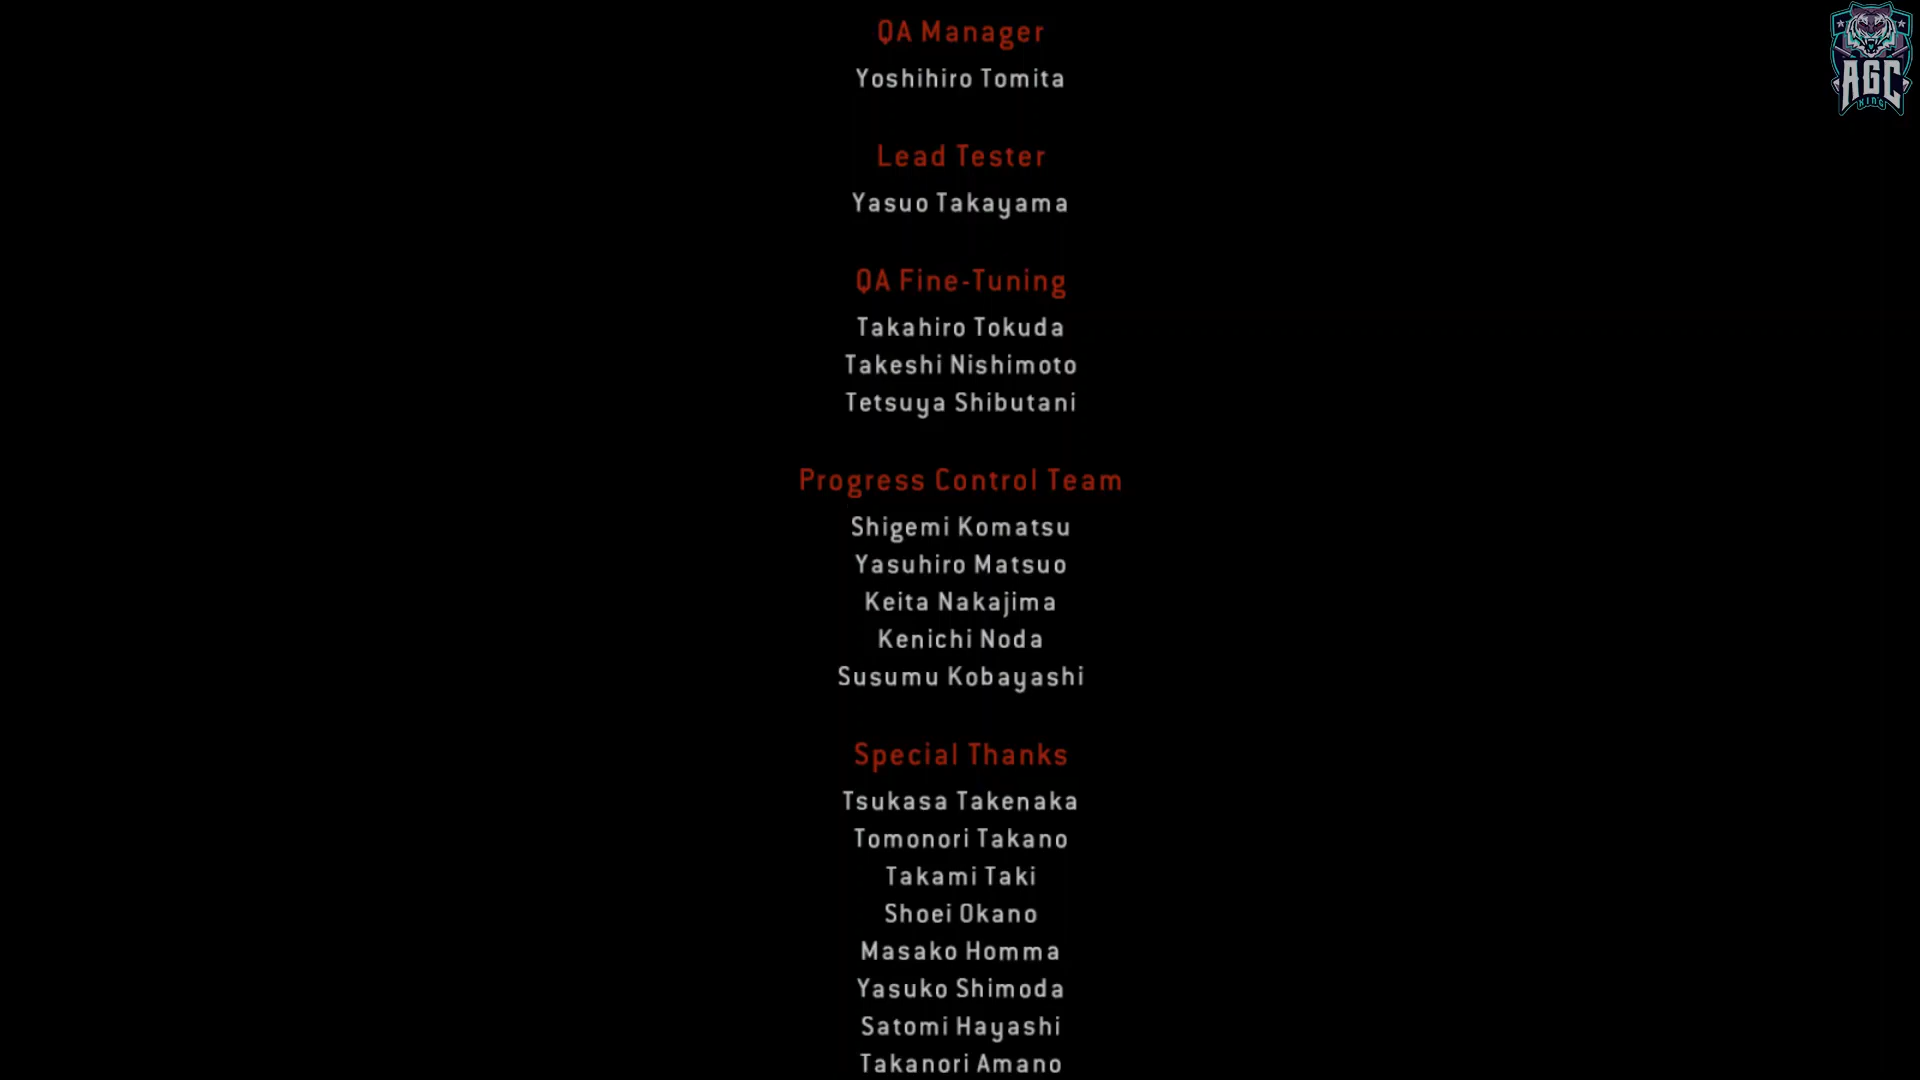 QA Manager
Yoshihiro Tomita
Lead Tester
Yasuo Takayama
QA Fine-Tuning
Takahiro Tokuda
Takeshi Nishimoto
Tetsuya Shibutani
Progress Control Team
Shigemi Komatsu
Yasuhiro Matsuo
Keita Nakajima
Kenichi Noda
Susumu Kobayashi
Special Thanks
Tsukasa Takenaka
Tomonori Takano
Takami Taki
Shoei Okano
Masako Homma
Yasuko Shimoda
Satomi Hayashi
Takanori Amano
AGC
KING